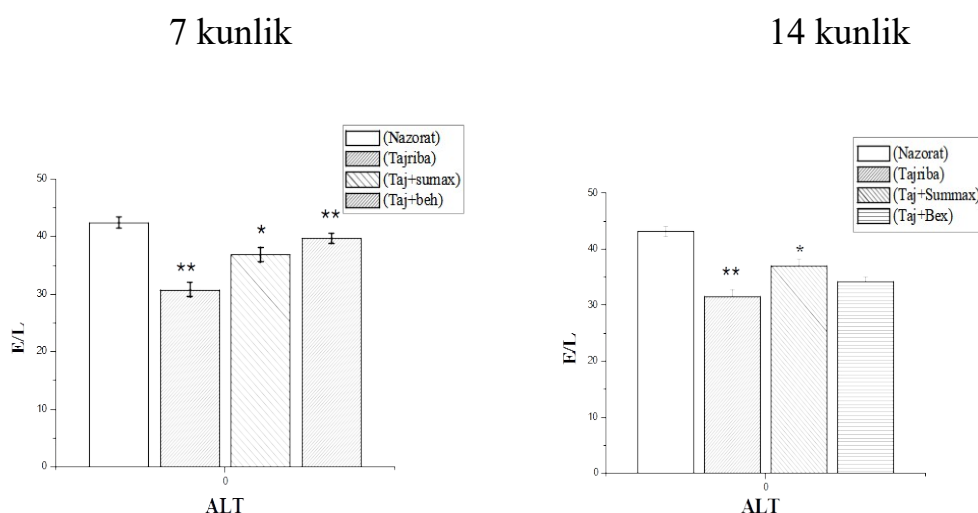 7 kunlik
(Nazorat)
(Tajriba)
(Taj+sumax)
(Taj+beh)
50
40
30
20
10
0
E/L
**
*
**
0
ALT
14 kunlik
(Nazorat)
(Tajriba)
(Taj+Summax)
(Taj+Bex)
50
40
30
20
10
0
E/L
**
*
0
ALT